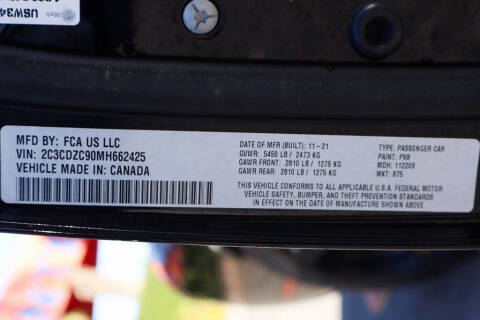 USW34
Mark
MFD BY: FCA US LLC
VIN: 2C3CDZC90MH662425
VEHICLE MADE IN: CANADA
DATE OF MFR (BUILT): 11-21
GVWR: 5450 LB / 2473 KG
GAWR FRONT: 2810 LB / 1275 KG
GAWR REAR: 2810 LB / 1275 KG
TYPE: PASSENGER CAR
PAINT: PX8
MDH: 112209
MKT: B75
THIS VEHICLE CONFORMS TO ALL APPLICABLE U.S.A. FEDERAL MOTOR
VEHICLE SAFETY, BUMPER, AND THEFT PREVENTION STANDARDS
IN EFFECT ON THE DATE OF MANUFACTURE SHOWN ABOVE.